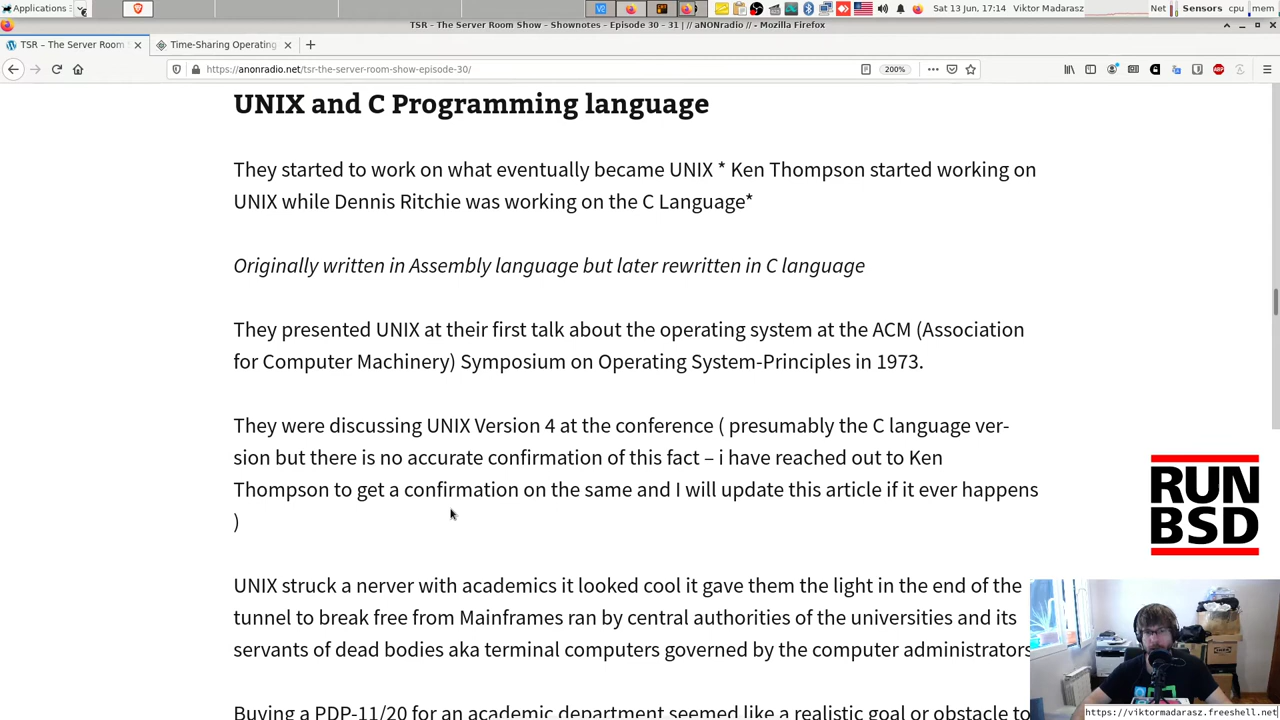 Applications
Sat 13 Jun, 17:14 Viktor Madarasz
Net Sensors cpu mem
TSR - The Server Room Show - Shownotes - Episode 30 - 31 | // aNONradio // - Mozilla Firefox
TSR - The Server Room Time-Sharing Operating
https://anonradio.net/tsr-the-server-room-show-episode-30/ 200%
UNIX and C Programming language
They started to work on what eventually became UNIX * Ken Thompson started working on
UNIX while Dennis Ritchie was working on the C Language*
Originally written in Assembly language but later rewritten in C language
They presented UNIX at their first talk about the operating system at the ACM (Association
for Computer Machinery) Symposium on Operating System-Principles in 1973.
They were discussing UNIX Version 4 at the conference ( presumably the C language ver-
sion but there is no accurate confirmation of this fact – i have reached out to Ken
Thompson to get a confirmation on the same and I will update this article if it ever happens
)
RUN
BSD
UNIX struck a nerver with academics it looked cool it gave them the light in the end of the
tunnel to break free from Mainframes ran by central authorities of the universities and its
servants of dead bodies aka terminal computers governed by the computer administrators
Buying a PDP-11/20 for an academic department seemed like a realistic goal or obstacle to
https://viktormadarasz.freeshell.net